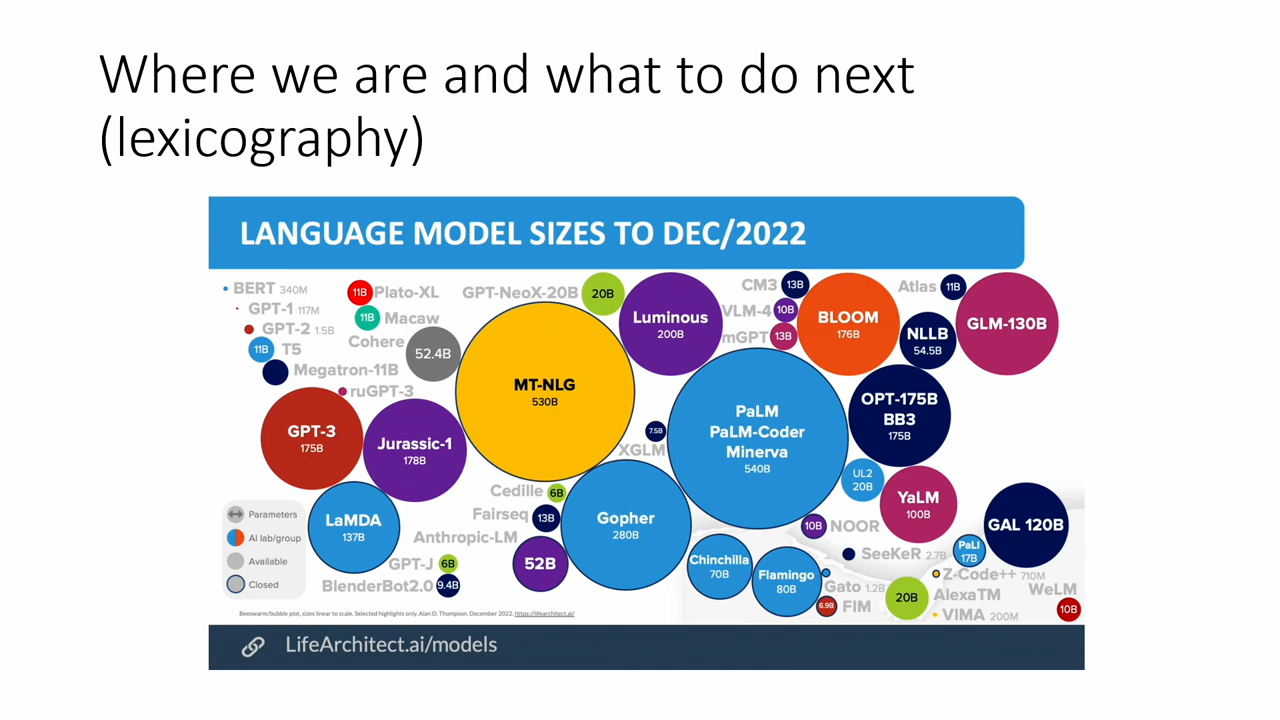 Where we are and what to do next
(lexicography)
LANGUAGE MODEL SIZES TO DEC/2022
BERT 340M
GPT-1 117M
GPT-2 1.5B
11B T5
Megatron-11B
11B Plato-XL
11B Macaw
Cohere
52.4B
ruGPT-3
GPT-3
175B
Jurassic-1
178B
LaMDA
137B
GPT-NeoX-20B 20B
MT-NLG
530B
Luminous
200B
CM3 13B
VLM-4 10B
mGPT 13B
BLOOM
176B
Atlas 11B
NLLB
54.5B
GLM-130B
PaLM
PaLM-Coder
Minerva
540B
OPT-175B
BB3
175B
7.5B
XGLM
Cedille 6B
Fairseq 13B
Anthropic-LM
52B
GPT-J 6B
BlenderBot2.0 9.4B
Gopher
280B
UL2
20B
YaLM
100B
GAL 120B
10B NOOR
SeeKeR 2.7B
PaLI
17B
Chinchilla
70B
Flamingo
80B
Gato 1.2B
6.9B FIM
20B
Z-Code++ 710M
AlexaTM
VIMA 200M
WeLM
10B
Parameters
AI lab/group
Available
Closed
Beeswarm/bubble plot, sizes linear to scale. Selected highlights only. Alan D. Thompson. December 2022. https://lifearchitect.ai/
LifeArchitect.ai/models